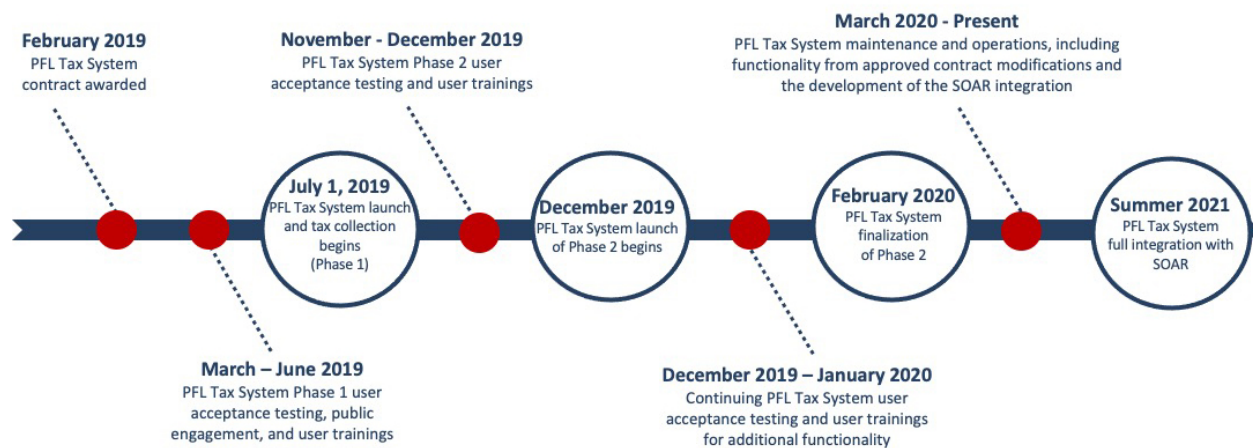 February 2019
PFL Tax System
contract awarded
March – June 2019
PFL Tax System Phase 1 user
acceptance testing, public
engagement, and user trainings
July 1, 2019
PFL Tax System launch
and tax collection
begins
(Phase 1)
November - December 2019
PFL Tax System Phase 2 user
acceptance testing and user trainings
December 2019
PFL Tax System launch
of Phase 2 begins
December 2019 – January 2020
Continuing PFL Tax System user
acceptance testing and user trainings
for additional functionality
February 2020
PFL Tax System
finalization
of Phase 2
March 2020 - Present
PFL Tax System maintenance and operations, including
functionality from approved contract modifications and
the development of the SOAR integration
Summer 2021
PFL Tax System
full integration with
SOAR